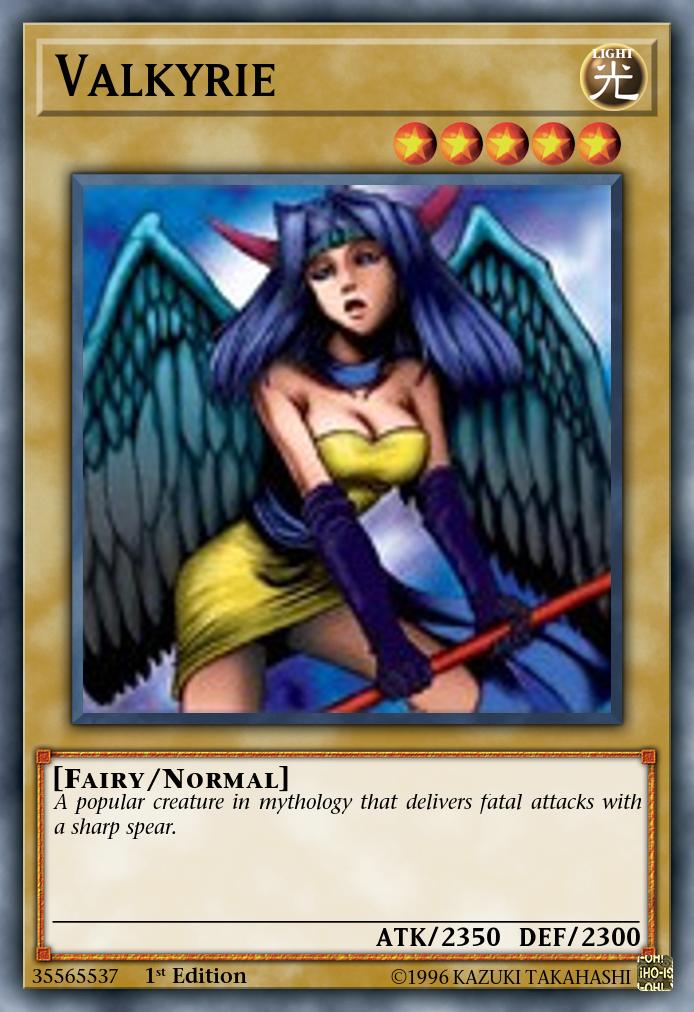 Valkyrie
LIGHT
光
[Fairy/Normal]
A popular creature in mythology that delivers fatal attacks with
a sharp spear.
ATK/2350 DEF/2300
35565537 1st Edition ©1996 KAZUKI TAKAHASHI